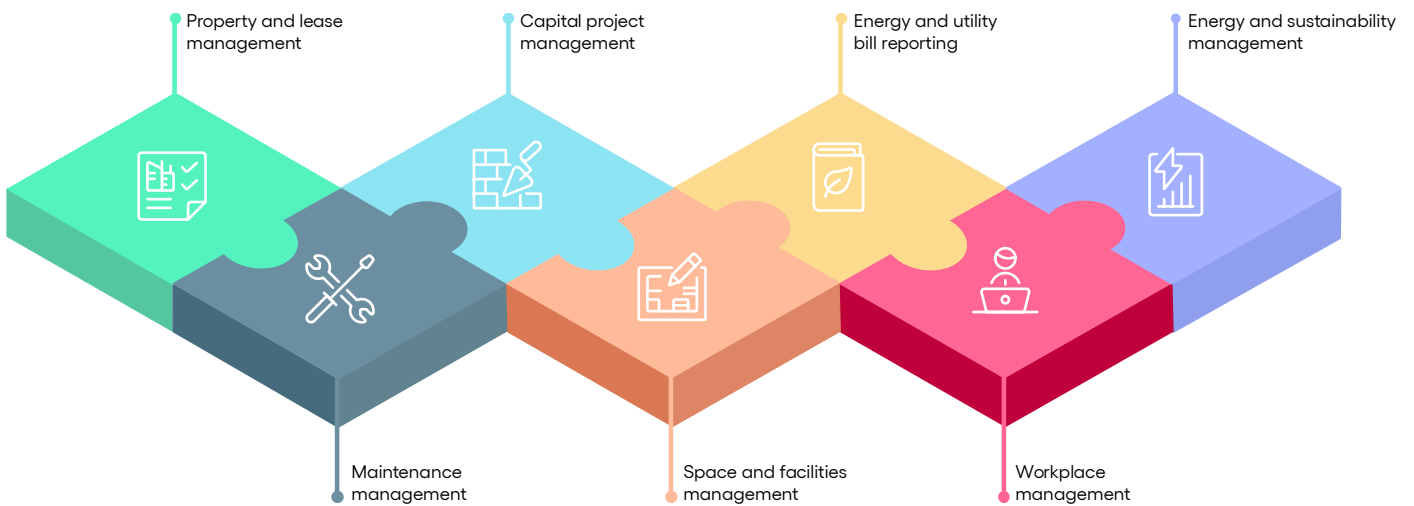 Property and lease
management
Capital project
management
Energy and utility
bill reporting
Energy and sustainability
management
Maintenance
management
Space and facilities
management
Workplace
management